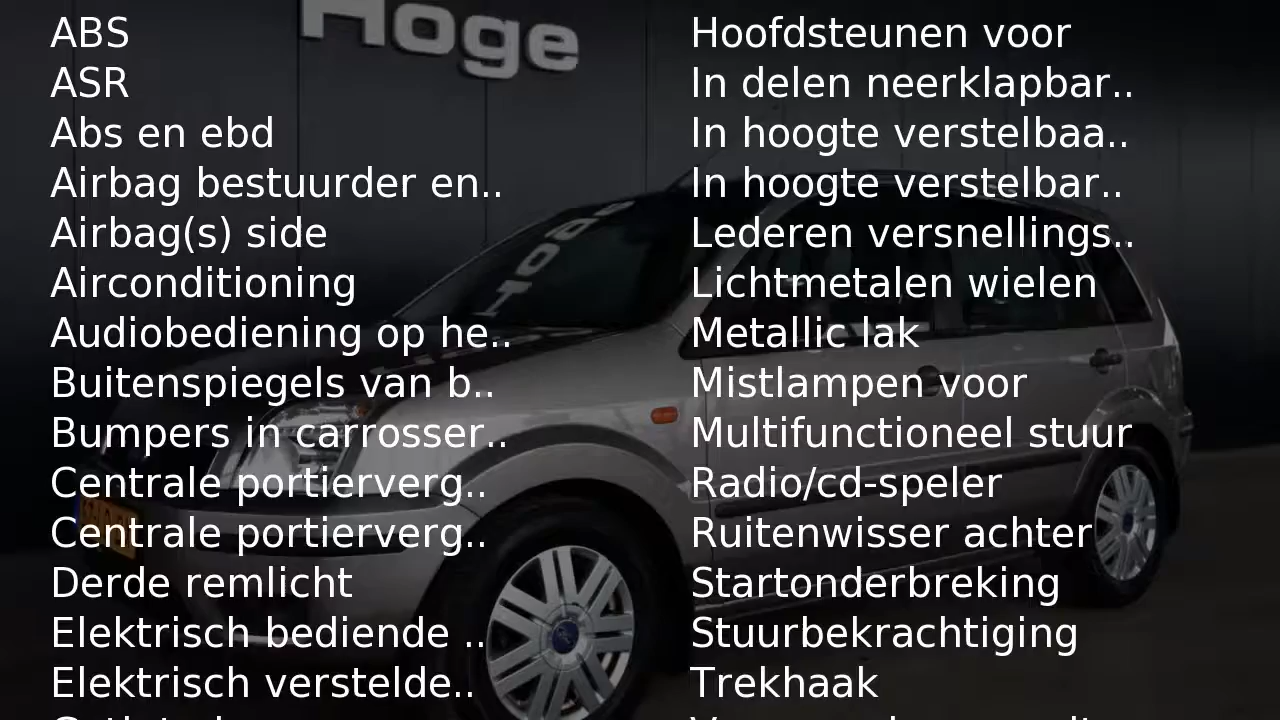 Hoge
ABS
ASR
Abs en ebd
Airbag bestuurder en..
Airbag(s) side
Airconditioning
Audiobediening op he..
Buitenspiegels van b..
Bumpers in carrosser..
Centrale portierverg..
Centrale portierverg..
Derde remlicht
Elektrisch bediende ..
Elektrisch verstelde..
Hoofdsteunen voor
In delen neerklapbar..
In hoogte verstelbaa..
In hoogte verstelbar..
Lederen versnellings..
Lichtmetalen wielen
Metallic lak
Mistlampen voor
Multifunctioneel stuur
Radio/cd-speler
Ruitenwisser achter
Startonderbreking
Stuurbekrachtiging
Trekhaak